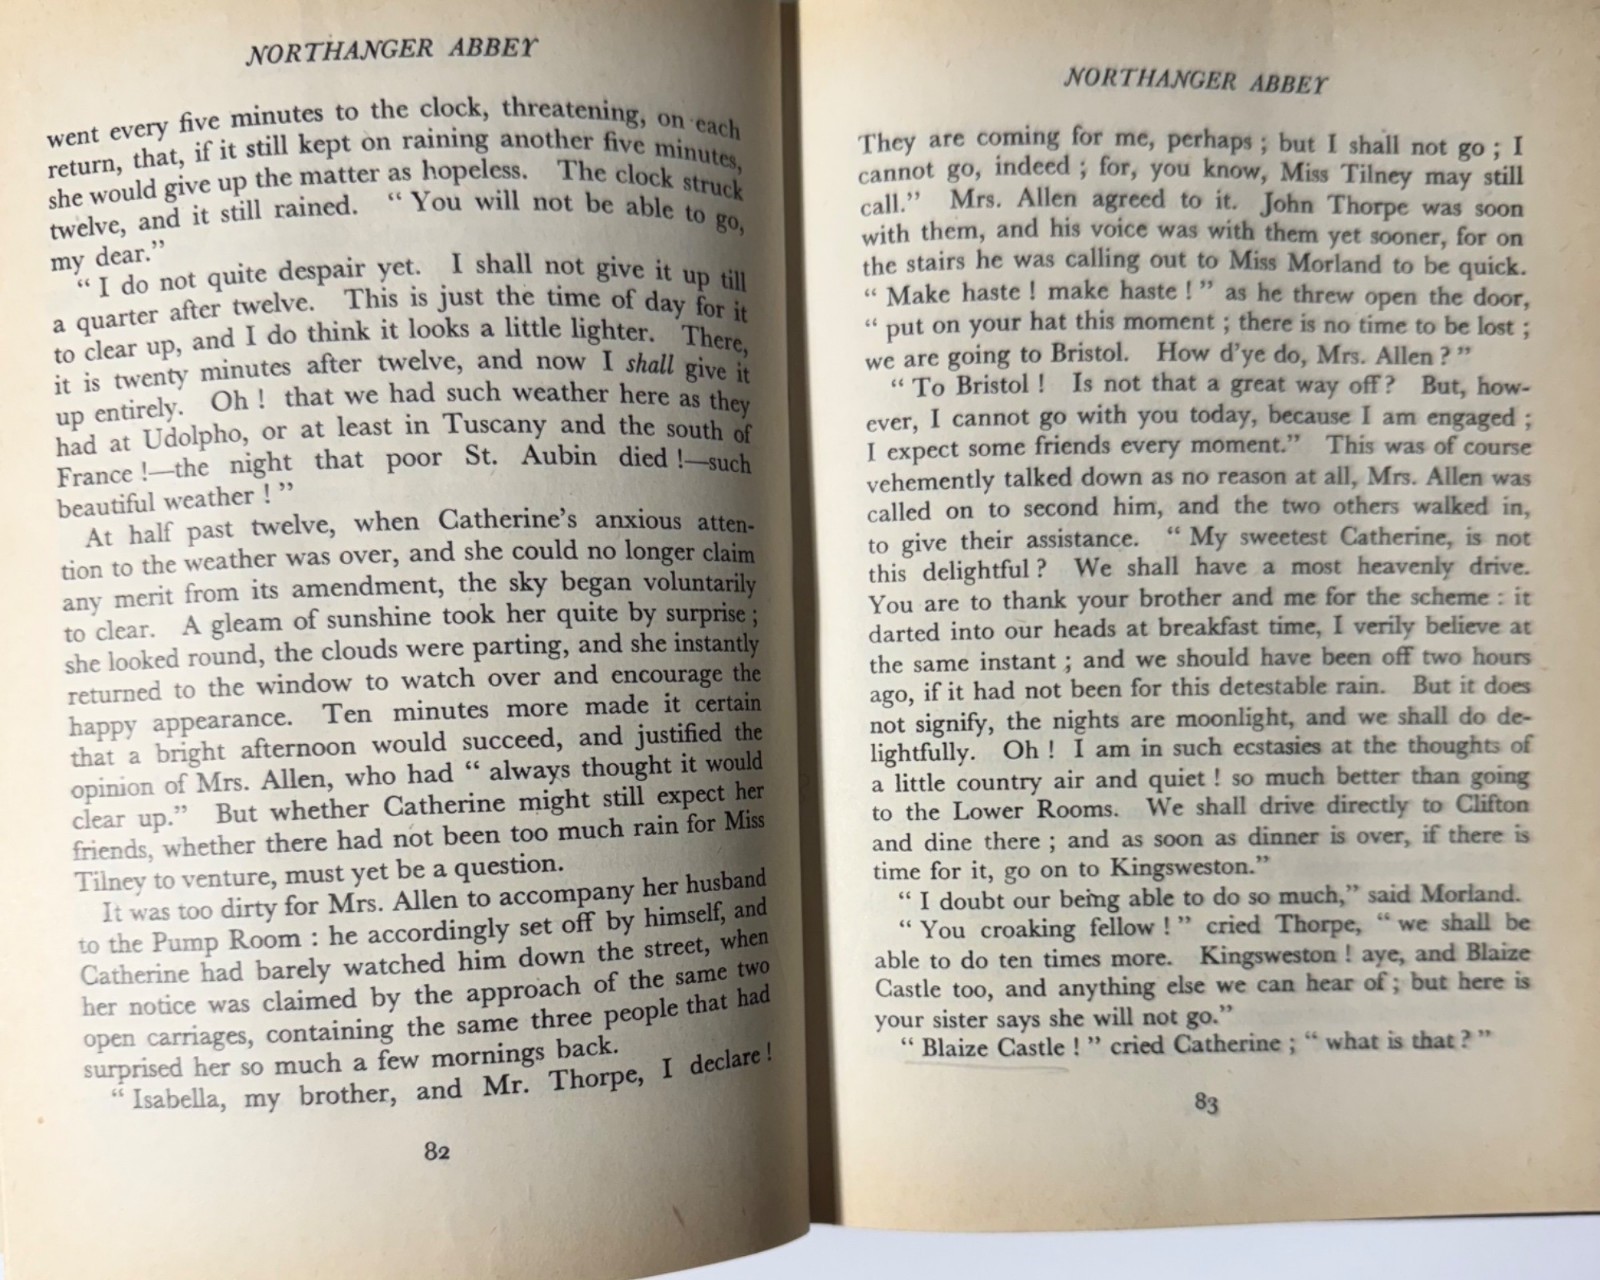 NORTHANGER ABBEY
went every five minutes to the clock, threatening, on each
return, that, if it still kept on raining another five minutes,
she would give up the matter as hopeless. The clock struck
twelve, and it still rained. “ You will not be able to go,
my dear.”
“ I do not quite despair yet. I shall not give it up till
a quarter after twelve. This is just the time of day for it
to clear up, and I do think it looks a little lighter. There,
it is twenty minutes after twelve, and now I shall give it
up entirely. Oh ! that we had such weather here as they
had at Udolpho, or at least in Tuscany and the south of
France !—the night that poor St. Aubin died !—such
beautiful weather ! ”
At half past twelve, when Catherine’s anxious atten-
tion to the weather was over, and she could no longer claim
any merit from its amendment, the sky began voluntarily
to clear. A gleam of sunshine took her quite by surprise ;
she looked round, the clouds were parting, and she instantly
returned to the window to watch over and encourage the
happy appearance. Ten minutes more made it certain
that a bright afternoon would succeed, and justified the
opinion of Mrs. Allen, who had “ always thought it would
clear up.” But whether Catherine might still expect her
friends, whether there had not been too much rain for Miss
Tilney to venture, must yet be a question.
It was too dirty for Mrs. Allen to accompany her husband
to the Pump Room : he accordingly set off by himself, and
Catherine had barely watched him down the street, when
her notice was claimed by the approach of the same two
open carriages, containing the same three people that had
surprised her so much a few mornings back.
“ Isabella, my brother, and Mr. Thorpe, I declare !
82
NORTHANGER ABBEY
They are coming for me, perhaps ; but I shall not go ; I
cannot go, indeed ; for, you know, Miss Tilney may still
call.” Mrs. Allen agreed to it. John Thorpe was soon
with them, and his voice was with them yet sooner, for on
the stairs he was calling out to Miss Morland to be quick.
“ Make haste ! make haste ! ” as he threw open the door,
“ put on your hat this moment ; there is no time to be lost ;
we are going to Bristol. How d’ye do, Mrs. Allen ? ”
“ To Bristol ! Is not that a great way off ? But, how-
ever, I cannot go with you today, because I am engaged ;
I expect some friends every moment.” This was of course
vehemently talked down as no reason at all, Mrs. Allen was
called on to second him, and the two others walked in,
to give their assistance. “ My sweetest Catherine, is not
this delightful ? We shall have a most heavenly drive.
You are to thank your brother and me for the scheme : it
darted into our heads at breakfast time, I verily believe at
the same instant ; and we should have been off two hours
ago, if it had not been for this detestable rain. But it does
not signify, the nights are moonlight, and we shall do de-
lightfully. Oh ! I am in such ecstasies at the thoughts of
a little country air and quiet ! so much better than going
to the Lower Rooms. We shall drive directly to Clifton
and dine there ; and as soon as dinner is over, if there is
time for it, go on to Kingsweston.”
“ I doubt our being able to do so much,” said Morland.
“ You croaking fellow ! ” cried Thorpe, “ we shall be
able to do ten times more. Kingsweston ! aye, and Blaize
Castle too, and anything else we can hear of ; but here is
your sister says she will not go.”
“ Blaize Castle ! ” cried Catherine ; “ what is that ? ”
83